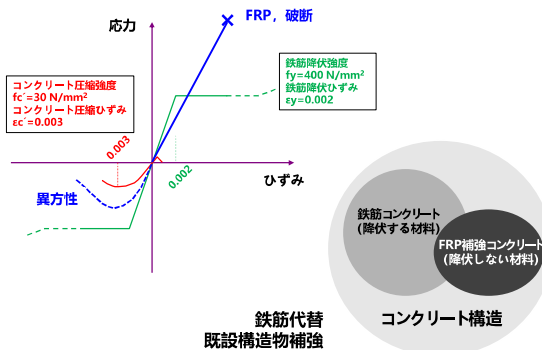 応力
FRP，破断
鉄筋降伏強度
fy=400 N/mm²
鉄筋降伏ひずみ
εy=0.002
コンクリート圧縮強度
fc´=30 N/mm²
コンクリート圧縮ひずみ
εc´=0.003
0.003
0.002
ひずみ
異方性
鉄筋コンクリート
(降伏する材料)
FRP補強コンクリート
(降伏しない材料)
コンクリート構造
鉄筋代替
既設構造物補強